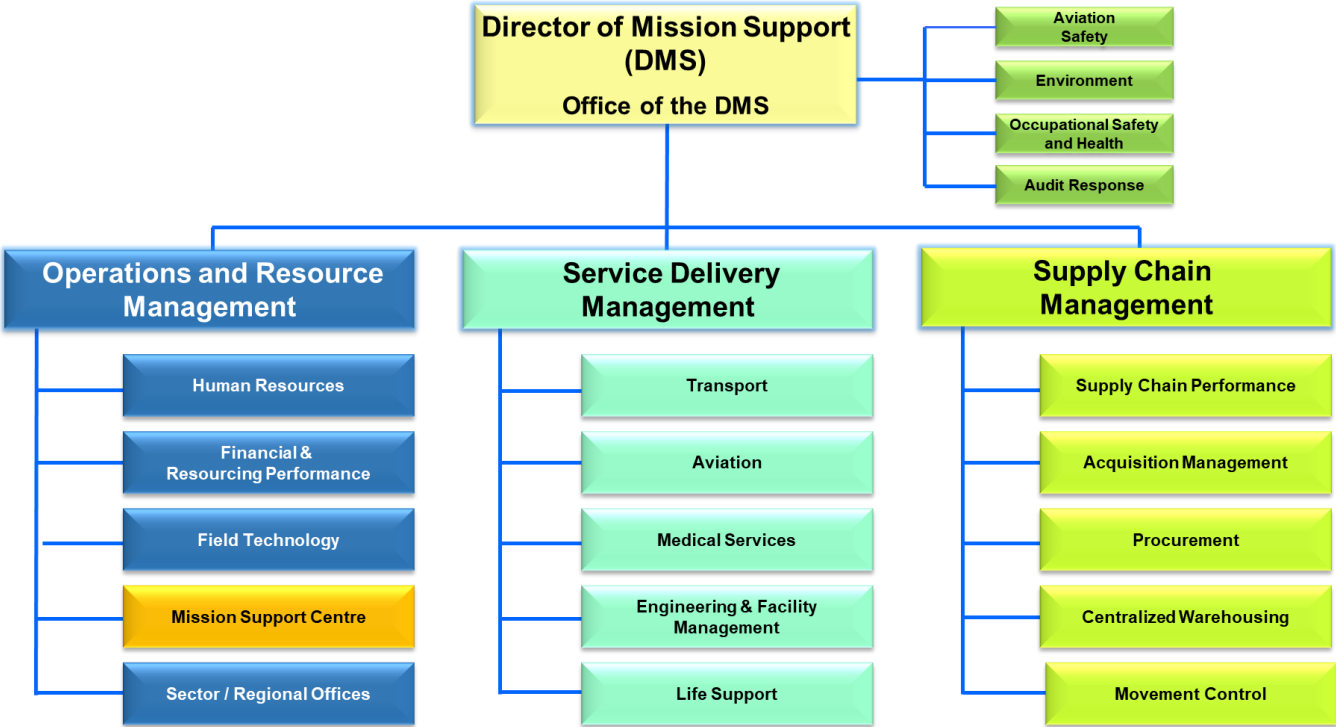 Director of Mission Support
(DMS)
Office of the DMS
Aviation
Safety
Environment
Occupational Safety
and Health
Audit Response
Operations and Resource
Management
Human Resources
Financial &
Resourcing Performance
Field Technology
Mission Support Centre
Sector / Regional Offices
Service Delivery
Management
Transport
Aviation
Medical Services
Engineering & Facility
Management
Life Support
Supply Chain
Management
Supply Chain Performance
Acquisition Management
Procurement
Centralized Warehousing
Movement Control